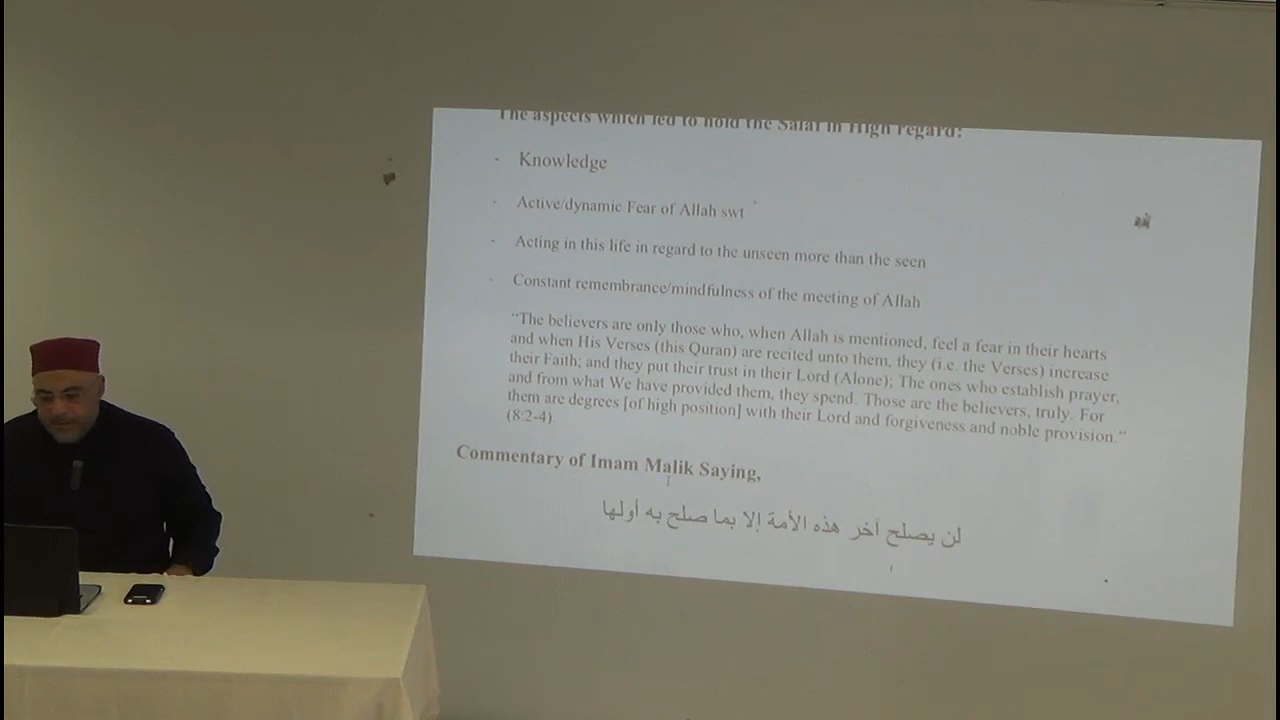 The aspects which led to hold the Salaf in High regard:
- Knowledge
- Active/dynamic Fear of Allah swt
- Acting in this life in regard to the unseen more than the seen
- Constant remembrance/mindfulness of the meeting of Allah
"The believers are only those who, when Allah is mentioned, feel a fear in their hearts
and when His Verses (this Quran) are recited unto them, they (i.e. the Verses) increase
their Faith; and they put their trust in their Lord (Alone); The ones who establish prayer,
and from what We have provided them, they spend. Those are the believers, truly. For
them are degrees [of high position] with their Lord and forgiveness and noble provision."
(8:2-4)
Commentary of Imam Malik Saying,
لن يصلح آخر هذه الأمة إلا بما صلح به أولها